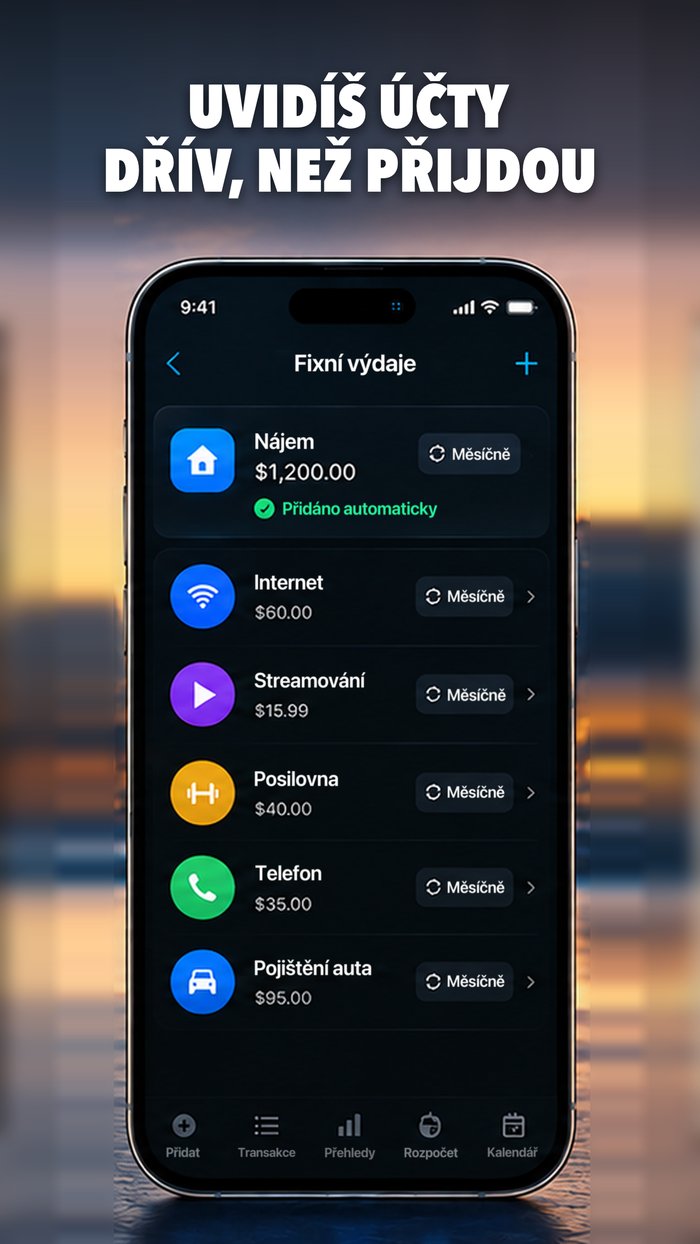 UVIDÍŠ ÚČTY
DŘÍV, NEŽ PŘIJDOU
9:41
Fixní výdaje
Nájem
$1,200.00
Měsíčně
Přidáno automaticky
Internet
$60.00
Měsíčně
Streamování
$15.99
Měsíčně
Posilovna
$40.00
Měsíčně
Telefon
$35.00
Měsíčně
Pojištění auta
$95.00
Měsíčně
Přidat
Transakce
Přehledy
Rozpočet
Kalendář